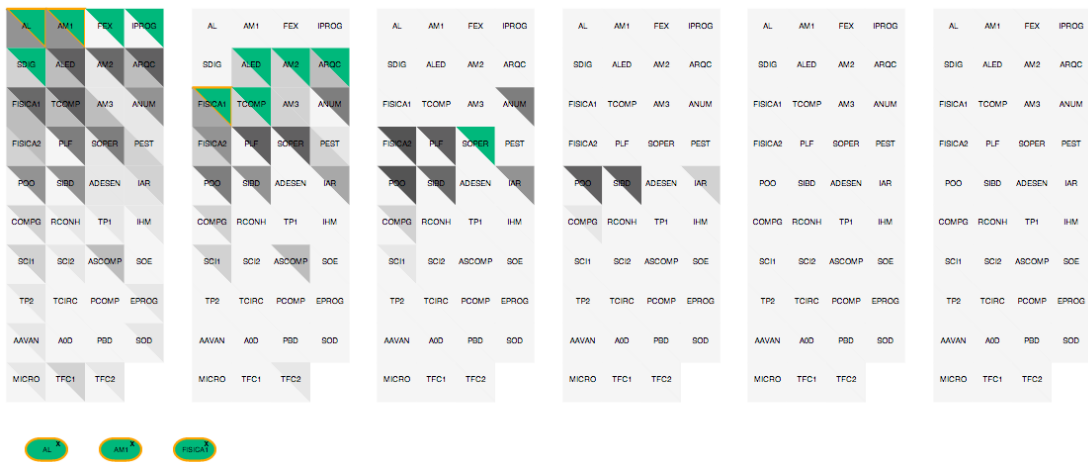 AL AM1 FEX IPROG AL AM1 FEX IPROG AL AM1 FEX IPROG AL AM1 FEX IPROG AL AM1 FEX IPROG AL AM1 FEX IPROG
SDIG ALED AM2 ARQC SDIG ALED AM2 ARQC SDIG ALED AM2 ARQC SDIG ALED AM2 ARQC SDIG ALED AM2 ARQC SDIG ALED AM2 ARQC
FISICA1 TCOMP AM3 ANUM FISICA1 TCOMP AM3 ANUM FISICA1 TCOMP AM3 ANUM FISICA1 TCOMP AM3 ANUM FISICA1 TCOMP AM3 ANUM FISICA1 TCOMP AM3 ANUM
FISICA2 PLF SOPER PEST FISICA2 PLF SOPER PEST FISICA2 PLF SOPER PEST FISICA2 PLF SOPER PEST FISICA2 PLF SOPER PEST FISICA2 PLF SOPER PEST
POO SIBD ADESEN IAR POO SIBD ADESEN IAR POO SIBD ADESEN IAR POO SIBD ADESEN IAR POO SIBD ADESEN IAR POO SIBD ADESEN IAR
COMPG RCONH TP1 IHM COMPG RCONH TP1 IHM COMPG RCONH TP1 IHM COMPG RCONH TP1 IHM COMPG RCONH TP1 IHM COMPG RCONH TP1 IHM
SCI1 SCI2 ASCOMP SOE SCI1 SCI2 ASCOMP SOE SCI1 SCI2 ASCOMP SOE SCI1 SCI2 ASCOMP SOE SCI1 SCI2 ASCOMP SOE SCI1 SCI2 ASCOMP SOE
TP2 TCIRC PCOMP EPROG TP2 TCIRC PCOMP EPROG TP2 TCIRC PCOMP EPROG TP2 TCIRC PCOMP EPROG TP2 TCIRC PCOMP EPROG TP2 TCIRC PCOMP EPROG
AAVAN AOD PBD SOD AAVAN AOD PBD SOD AAVAN AOD PBD SOD AAVAN AOD PBD SOD AAVAN AOD PBD SOD AAVAN AOD PBD SOD
MICRO TFC1 TFC2 MICRO TFC1 TFC2 MICRO TFC1 TFC2 MICRO TFC1 TFC2 MICRO TFC1 TFC2 MICRO TFC1 TFC2
AL X AM1 X FISICA1 X